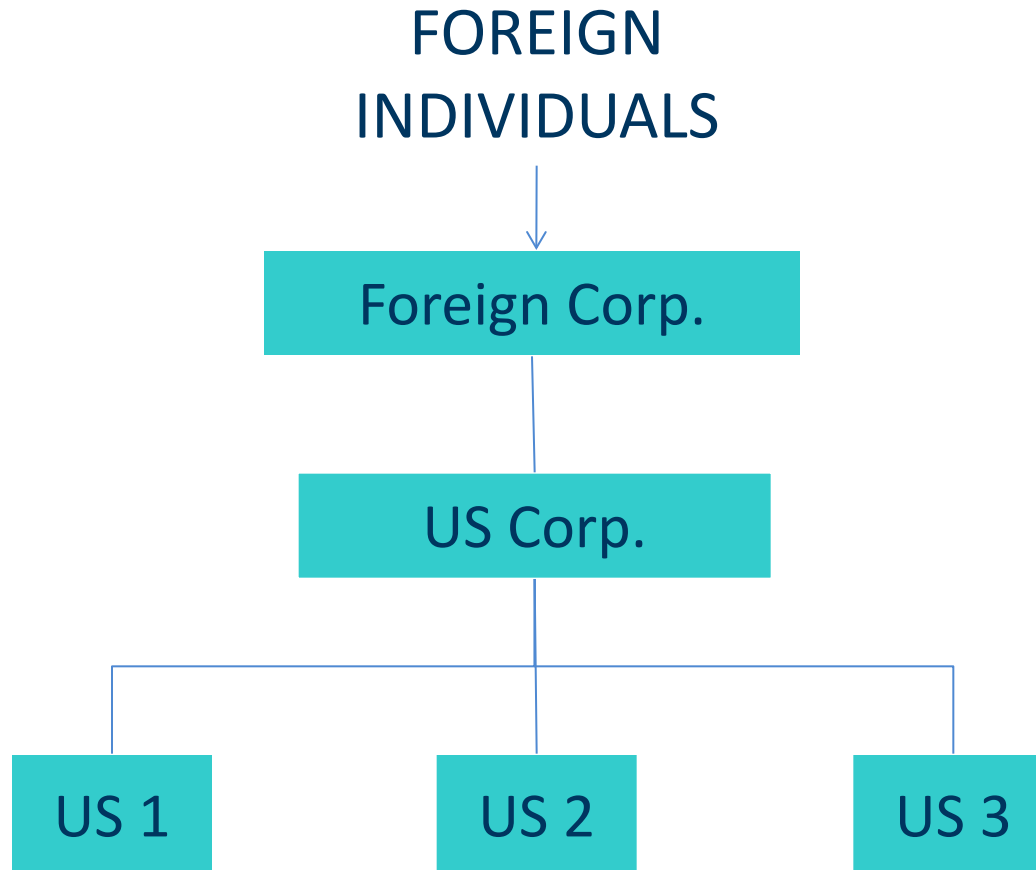 FOREIGN
INDIVIDUALS
Foreign Corp.
US Corp.
US 1
US 2
US 3